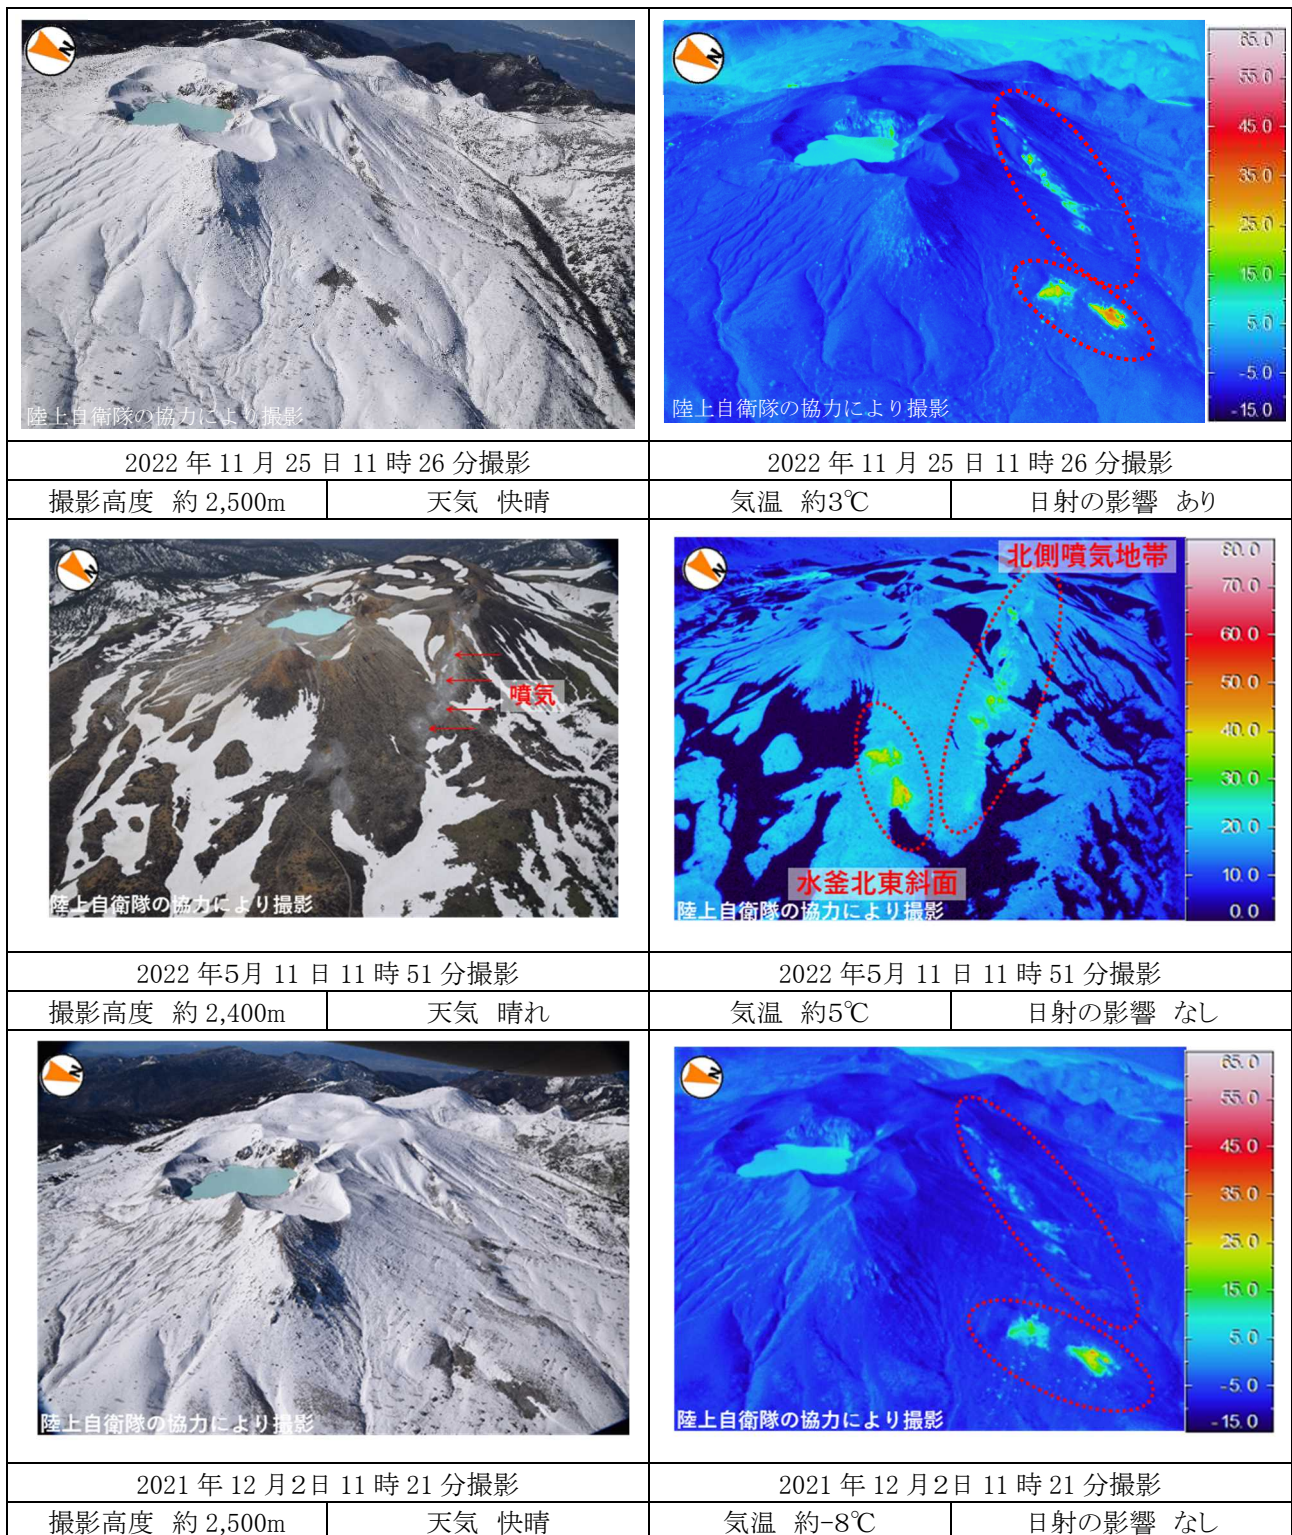 N
陸上自衛隊の協力により撮影
N
65.0
55.0
45.0
35.0
25.0
15.0
5.0
-5.0
-15.0
陸上自衛隊の協力により撮影
2022 年 11 月 25 日 11 時 26 分撮影
2022 年 11 月 25 日 11 時 26 分撮影
撮影高度 約 2,500m
天気 快晴
気温 約3℃
日射の影響 あり
N
噴気
陸上自衛隊の協力により撮影
N
北側噴気地帯
水釜北東斜面
80.0
70.0
60.0
50.0
40.0
30.0
20.0
10.0
0.0
陸上自衛隊の協力により撮影
2022 年5月 11 日 11 時 51 分撮影
2022 年5月 11 日 11 時 51 分撮影
撮影高度 約 2,400m
天気 晴れ
気温 約5℃
日射の影響 なし
N
陸上自衛隊の協力により撮影
N
65.0
55.0
45.0
35.0
25.0
15.0
5.0
-5.0
-15.0
陸上自衛隊の協力により撮影
2021 年 12 月2日 11 時 21 分撮影
2021 年 12 月2日 11 時 21 分撮影
撮影高度 約 2,500m
天気 快晴
気温 約-8℃
日射の影響 なし